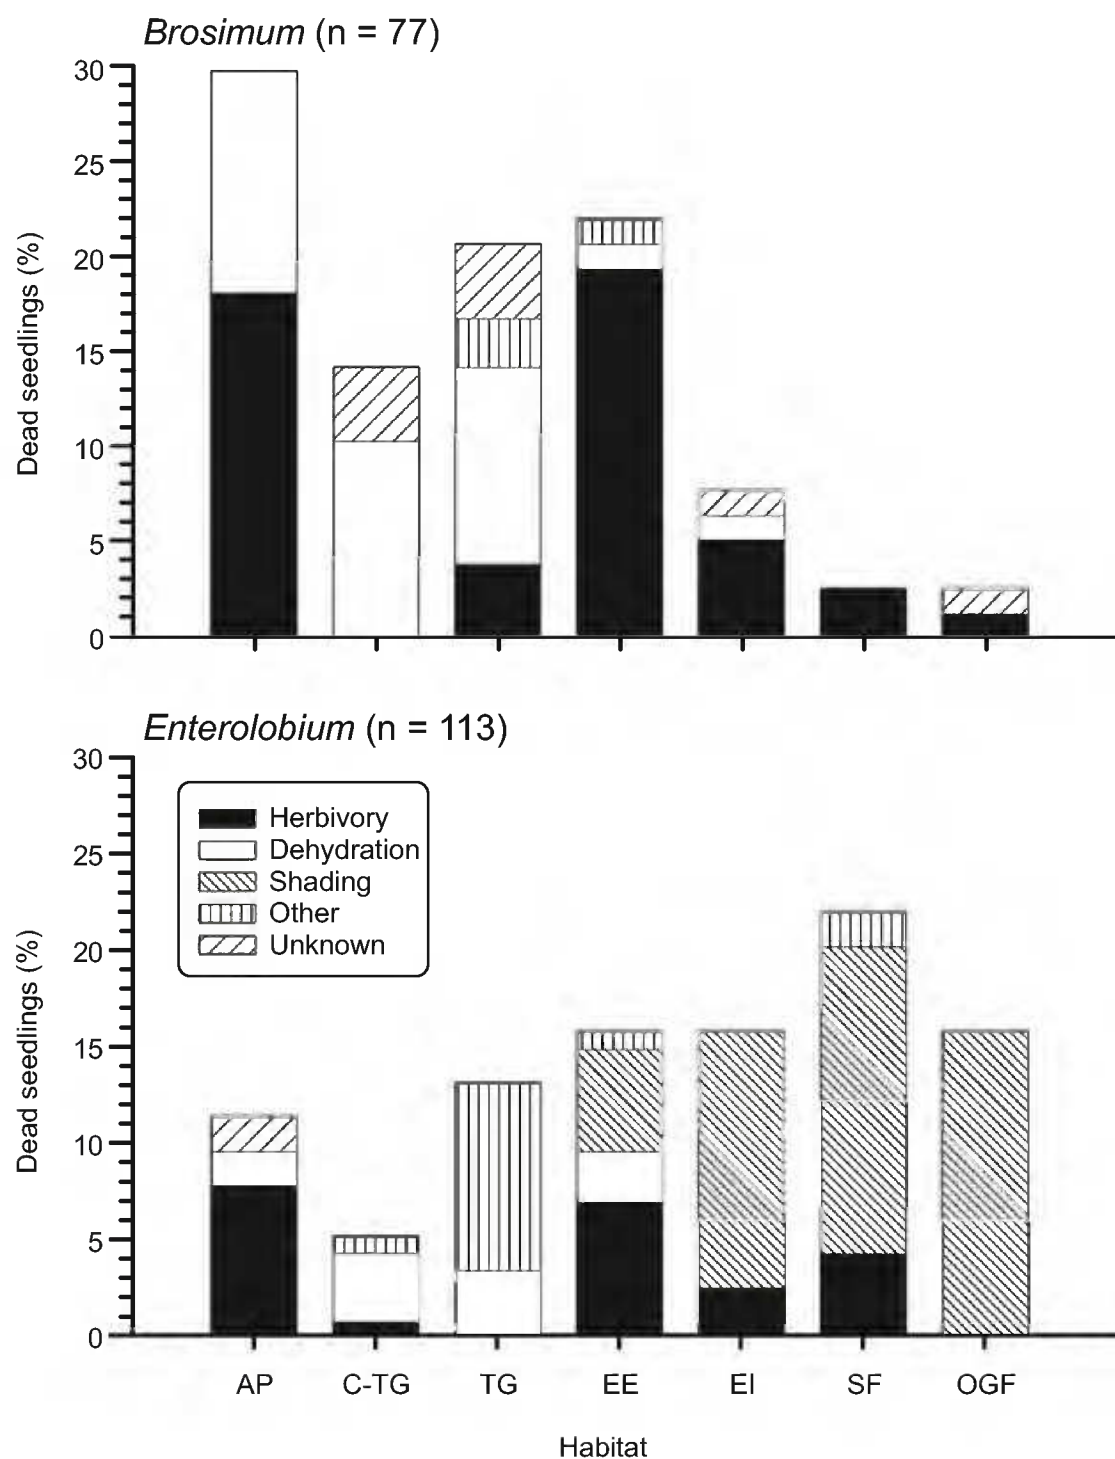 Brosimum (n = 77)
30
25
20
15
10
5
0
Dead seedlings (%)
Enterolobium (n = 113)
30
25
20
15
10
5
0
Dead seedlings (%)
Herbivory
Dehydration
Shading
Other
Unknown
AP C-TG TG EE EI SF OGF
Habitat